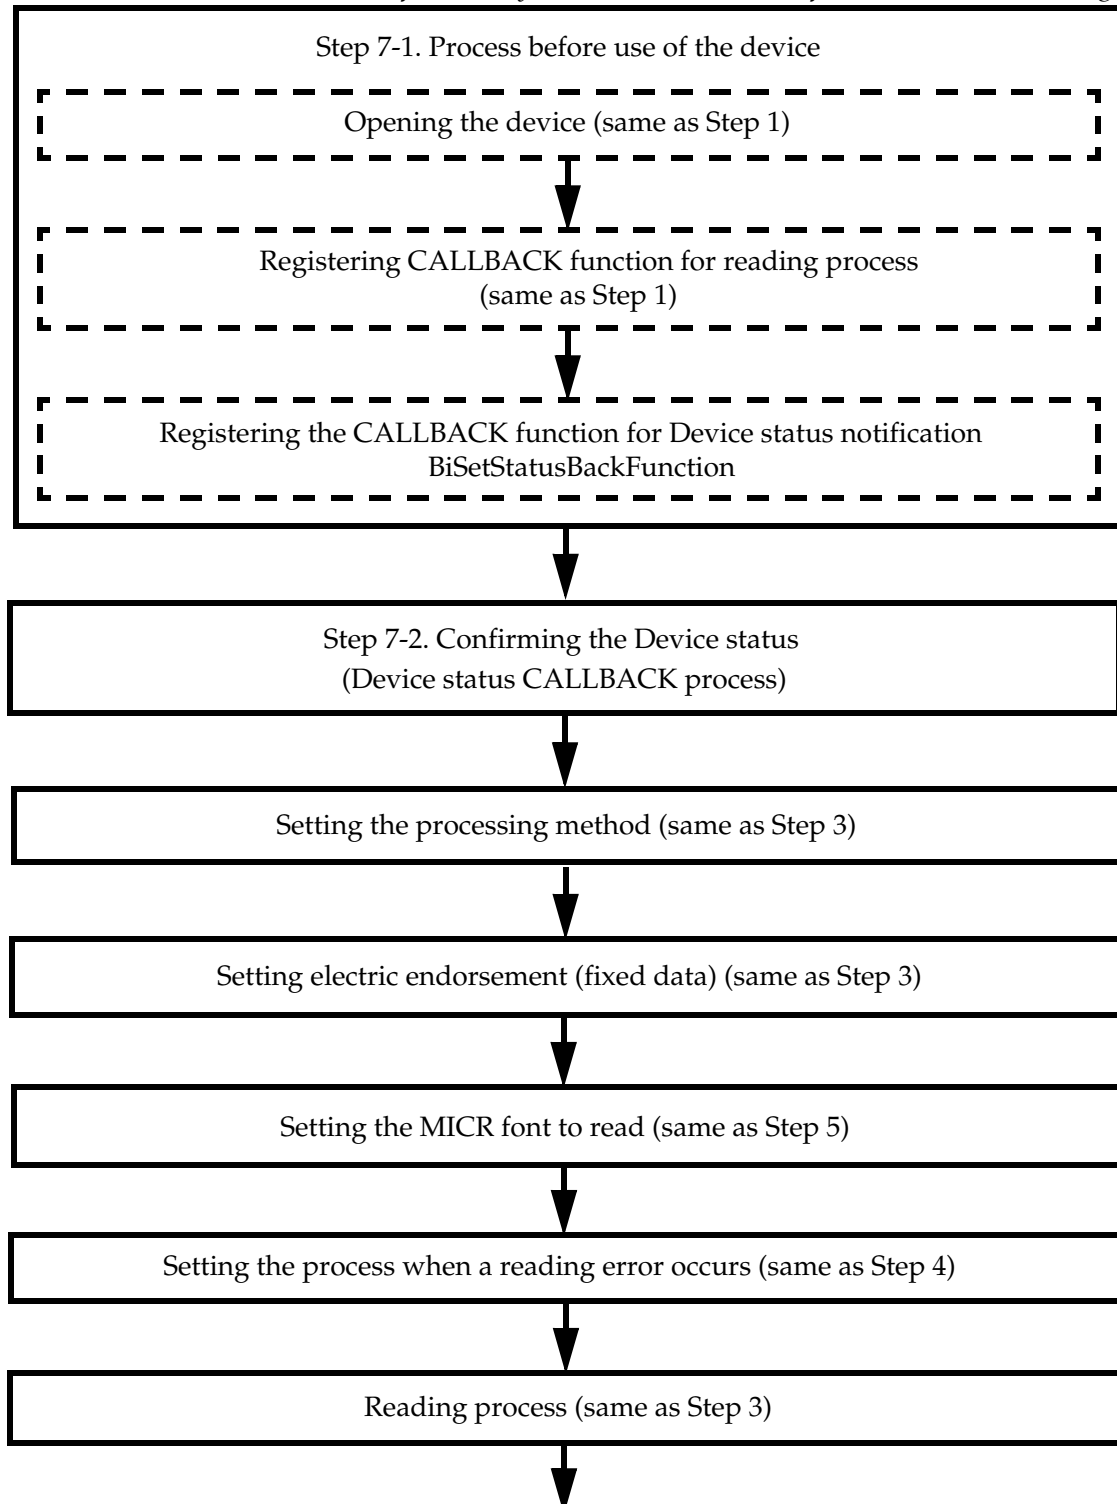 Step 7-1. Process before use of the device
Opening the device (same as Step 1)
Registering CALLBACK function for reading process
(same as Step 1)
Registering the CALLBACK function for Device status notification
BiSetStatusBackFunction
Step 7-2. Confirming the Device status
(Device status CALLBACK process)
Setting the processing method (same as Step 3)
Setting electric endorsement (fixed data) (same as Step 3)
Setting the MICR font to read (same as Step 5)
Setting the process when a reading error occurs (same as Step 4)
Reading process (same as Step 3)